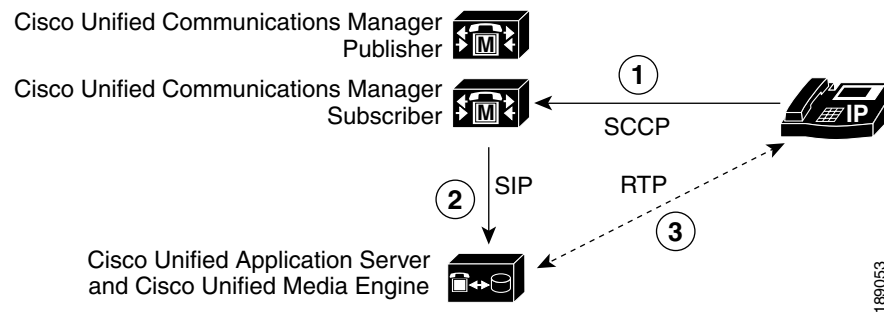 Cisco Unified Communications Manager
Publisher
M
Cisco Unified Communications Manager
Subscriber
M
1
SCCP
IP
2
SIP
RTP
3
Cisco Unified Application Server
and Cisco Unified Media Engine
189053